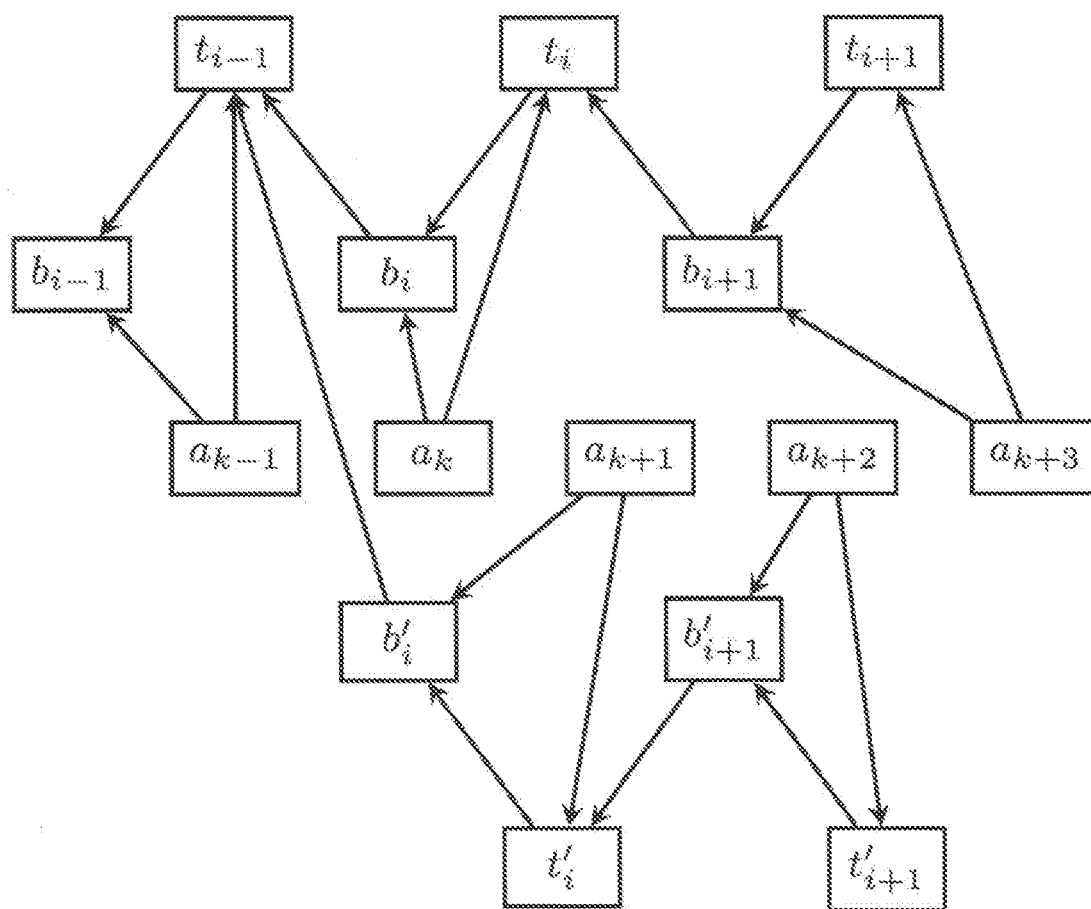 t_{i-1} t_i t_{i+1}
b_{i-1} b_i b_{i+1}
a_{k-1} a_k a_{k+1} a_{k+2} a_{k+3}
b'_i b'_{i+1}
t'_i t'_{i+1}